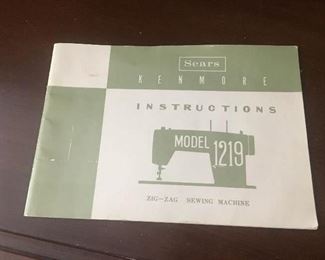 Sears
KENMORE
INSTRUCTIONS
MODEL 1219
ZIG-ZAG SEWING MACHINE